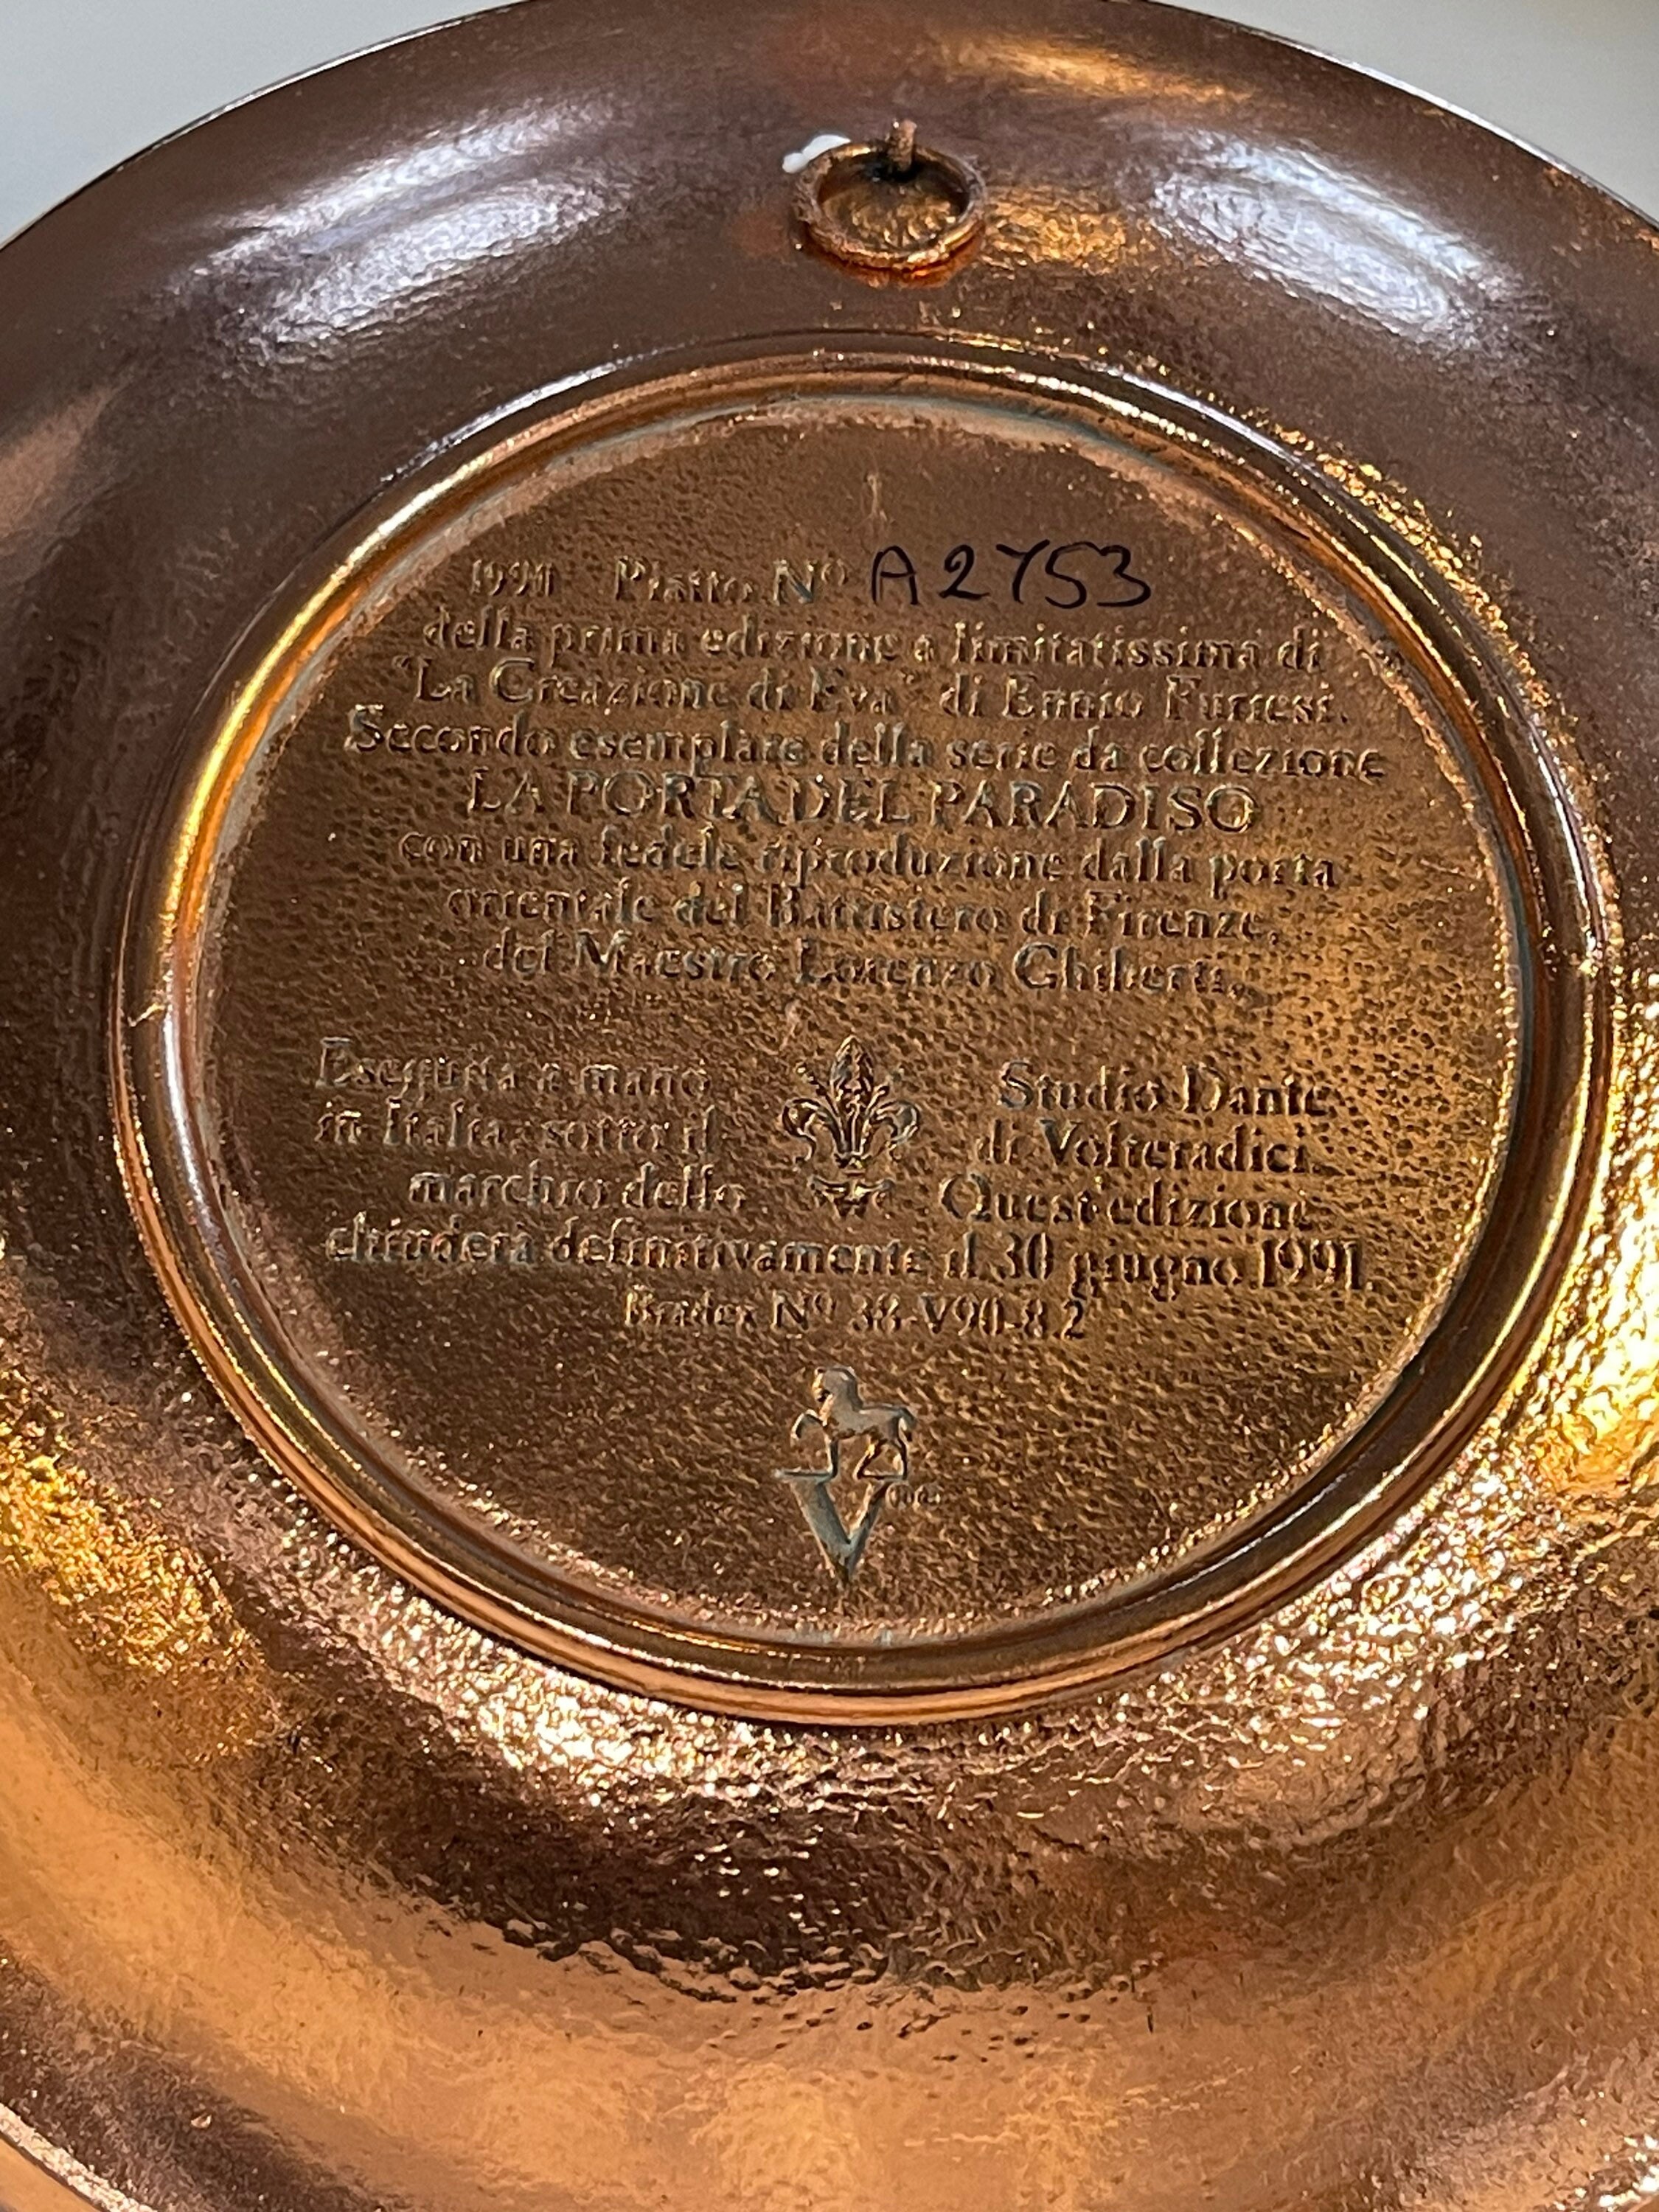 1991 Piatto Nº A2753
della prima edizione a limitatissima di
"La Creazione di Eva" di Ennio Furiesi.
Secondo esemplare della serie da collezione
LA PORTA DEL PARADISO
con una fedele riproduzione dalla porta
orientale del Battistero di Firenze,
del Maestro Lorenzo Ghiberti.
Eseguita a mano
in Italia, sotto il
marchio dello
Studio Dante
di Volteradici.
Quest'edizione
chiuderà definitivamente il 30 giugno 1991.
Bradex Nº 38-V90-8.2
V